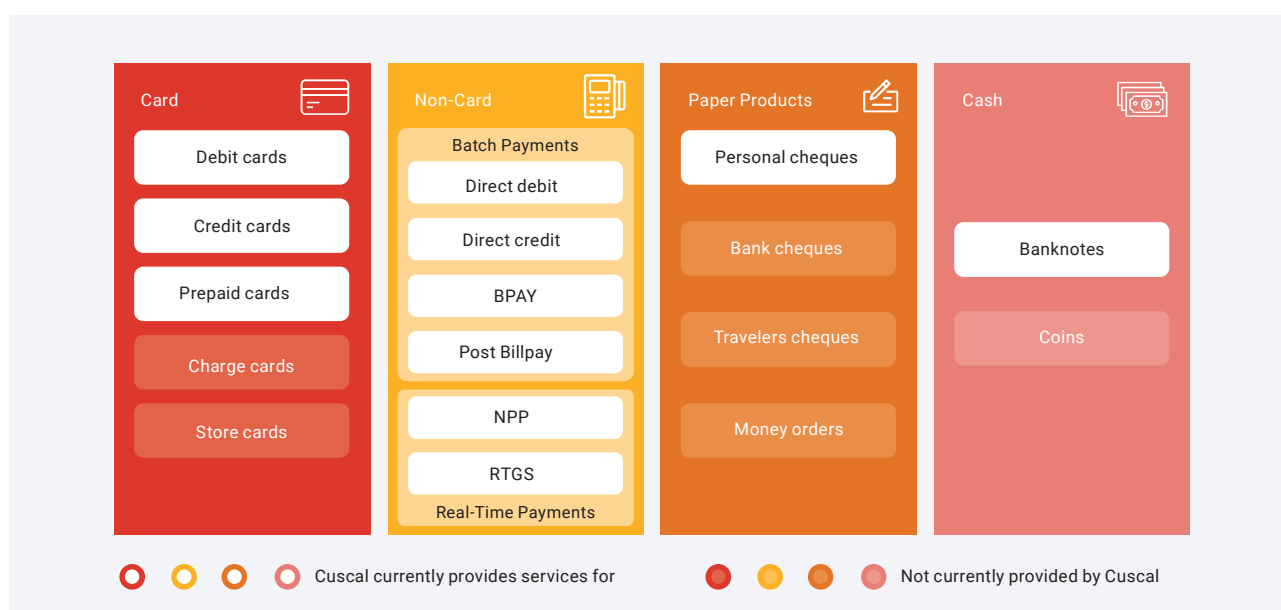 Card
Debit cards
Credit cards
Prepaid cards
Charge cards
Store cards
Non-Card
Batch Payments
Direct debit
Direct credit
BPAY
Post Billpay
NPP
RTGS
Real-Time Payments
Paper Products
Personal cheques
Bank cheques
Travelers cheques
Money orders
Cash
Banknotes
Coins
Cuscal currently provides services for
Not currently provided by Cuscal